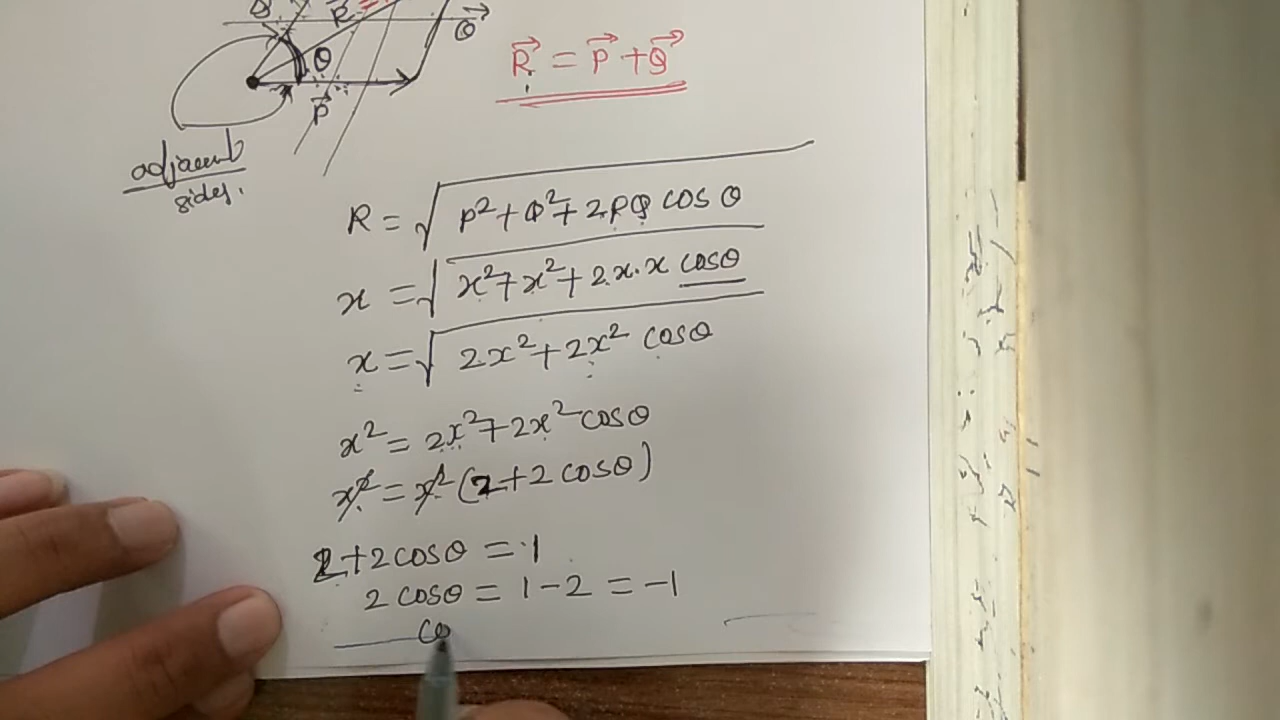 R
Q
θ
P
R = P + Q
adjacent
sides.
R = √P² + Q² + 2PQ cos θ
x = √x² + x² + 2x.x cosθ
x = √2x² + 2x² cosθ
x² = 2x² + 2x² cosθ
x² = x² (2 + 2 cosθ)
2 + 2 cosθ = 1
2 cosθ = 1 - 2 = -1
co